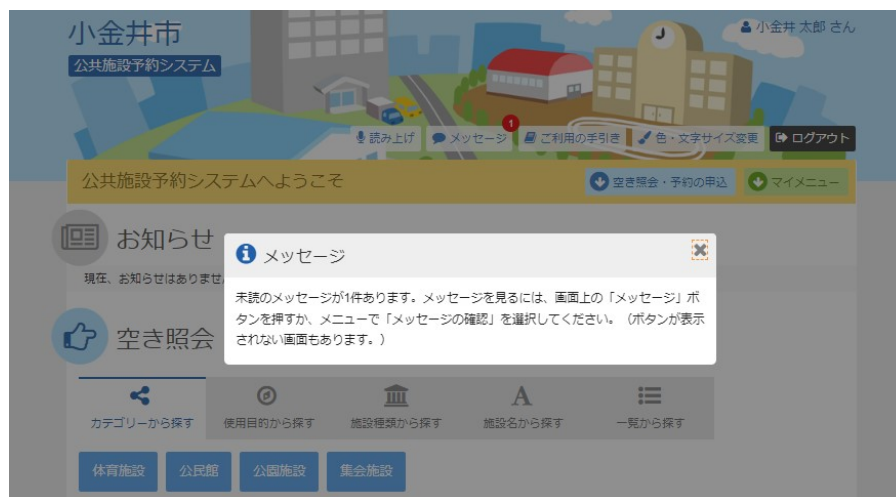 小金井市
公共施設予約システム
小金井 太郎 さん
読み上げ
メッセージ
1
ご利用の手引き
色・文字サイズ変更
ログアウト
公共施設予約システムへようこそ
空き照会・予約の申込
マイメニュー
お知らせ
現在、お知らせはありませ
メッセージ
未読のメッセージが1件あります。メッセージを見るには、画面上の「メッセージ」ボ
タンを押すか、メニューで「メッセージの確認」を選択してください。（ボタンが表示
されない画面もあります。）
空き照会
カテゴリーから探す
使用目的から探す
施設種類から探す
施設名から探す
一覧から探す
体育施設
公民館
公園施設
集会施設